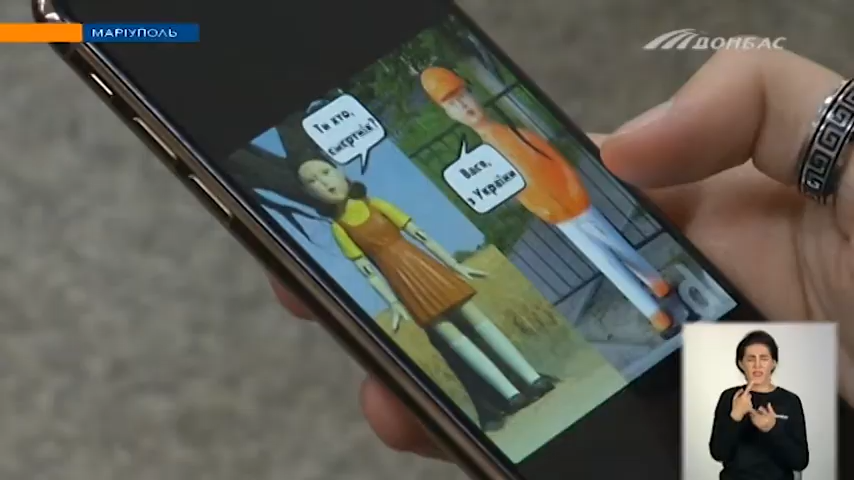 МАРІУПОЛЬ
ДОНБАС
Ти хто,
смертнік?
Вася,
з України